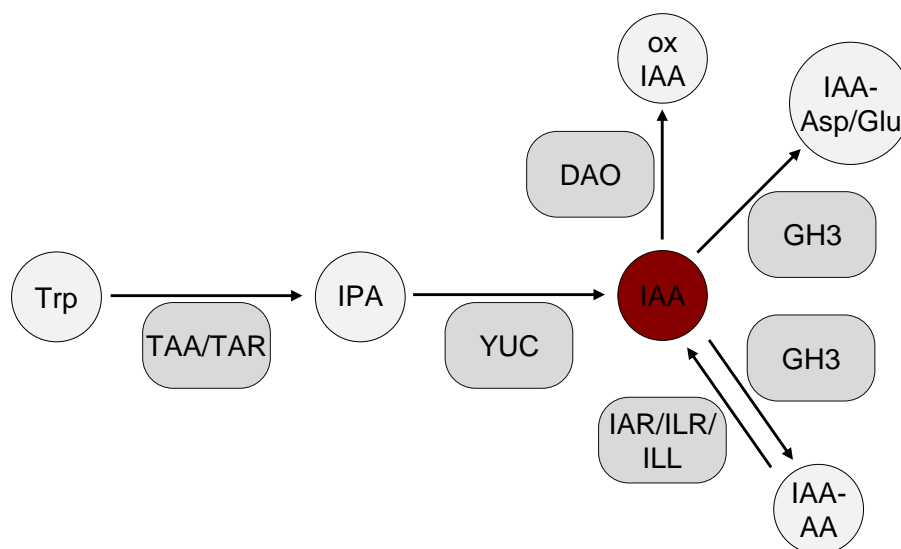 ox
IAA
IAA-
Asp/Glu
DAO
GH3
Trp
IPA
IAA
TAA/TAR
YUC
GH3
IAR/ILR/
ILL
IAA-
AA